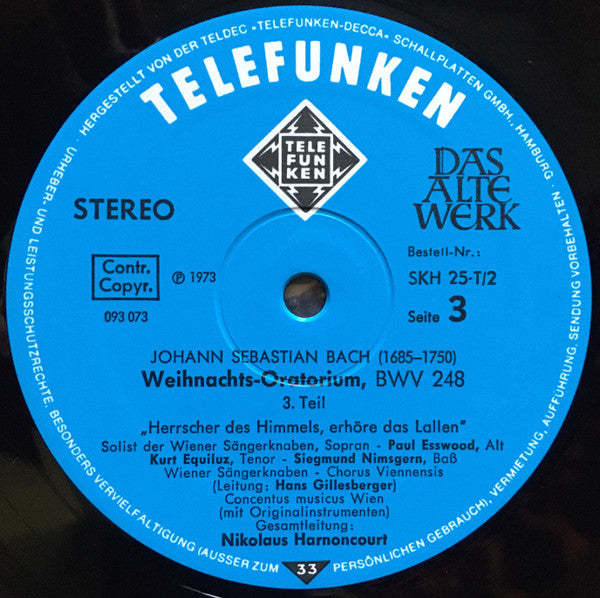 HERGESTELLT VON DER TELDEC »TELEFUNKEN-DECCA« SCHALLPLATTEN GMBH., HAMBURG · VERMIETUNG, AUFFÜHRUNG, SENDUNG VORBEHALTEN
URHEBER- UND LEISTUNGSSCHUTZRECHTE, BESONDERS VERVIELFÄLTIGUNG (AUSSER ZUM PERSÖNLICHEN GEBRAUCH),
TELEFUNKEN
TELE
FUN
KEN
DAS
ALTE
WERK
STEREO
Bestell-Nr.:
Contr.
Copyr.
℗ 1973
SKH 25-T/2
093 073
Seite 3
JOHANN SEBASTIAN BACH (1685–1750)
Weihnachts-Oratorium, BWV 248
3. Teil
„Herrscher des Himmels, erhöre das Lallen"
Solist der Wiener Sängerknaben, Sopran - Paul Esswood, Alt
Kurt Equiluz, Tenor - Siegmund Nimsgern, Baß
Wiener Sängerknaben - Chorus Viennensis
(Leitung: Hans Gillesberger)
Concentus musicus Wien
(mit Originalinstrumenten)
Gesamtleitung:
Nikolaus Harnoncourt
33